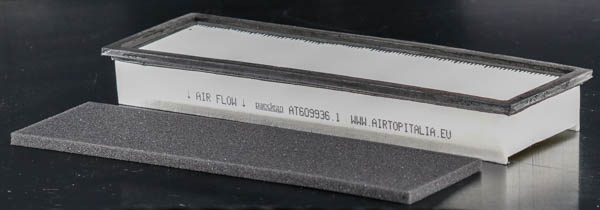 ↓ AIR FLOW ↓ AT609936.1 WWW.AIRTOPITALIA.EU